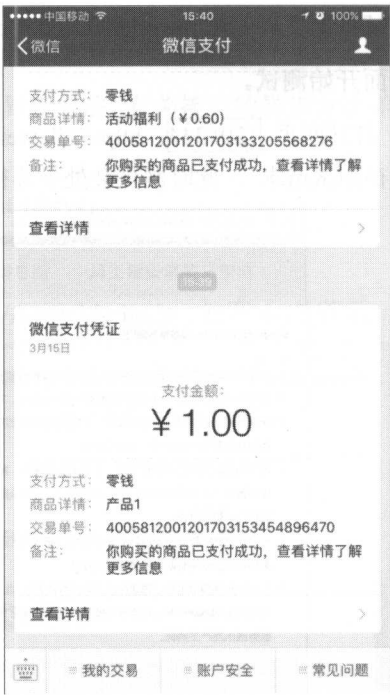 中国移动 15:40 100%
微信 微信支付
支付方式: 零钱
商品详情: 活动福利（￥0.60)
交易单号: 4005812001201703133205568276
备注: 你购买的商品已支付成功，查看详情了解
更多信息
查看详情
15:39
微信支付凭证
3月15日
支付金额:
￥1.00
支付方式: 零钱
商品详情: 产品1
交易单号: 4005812001201703153454896470
备注: 你购买的商品已支付成功，查看详情了解
更多信息
查看详情
我的交易 账户安全 常见问题